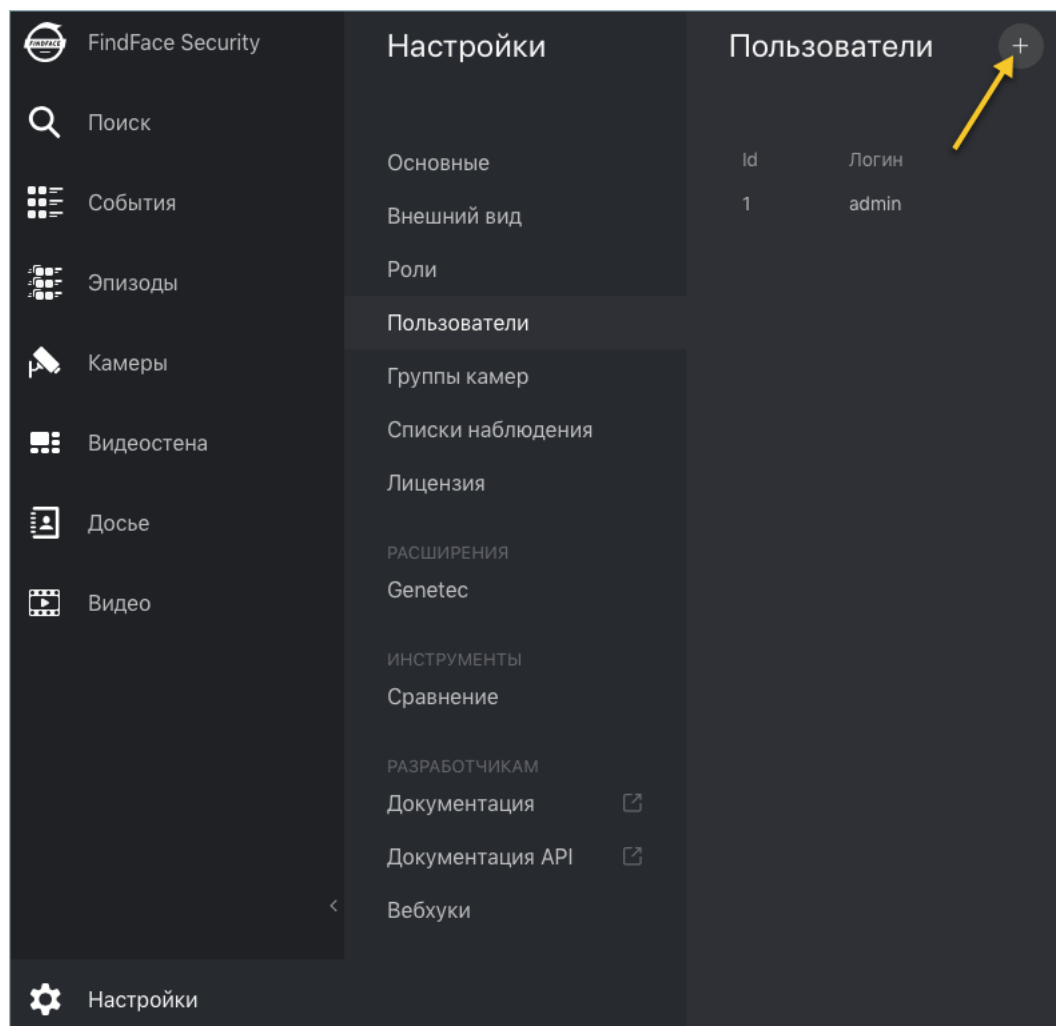 FINDFACE
FindFace Security
Поиск
События
Эпизоды
Камеры
Видеостена
Досье
Видео
Настройки
Настройки
Основные
Внешний вид
Роли
Пользователи
Группы камер
Списки наблюдения
Лицензия
РАСШИРЕНИЯ
Genetec
ИНСТРУМЕНТЫ
Сравнение
РАЗРАБОТЧИКАМ
Документация
Документация API
Вебхуки
Пользователи +
Id Логин
1 admin